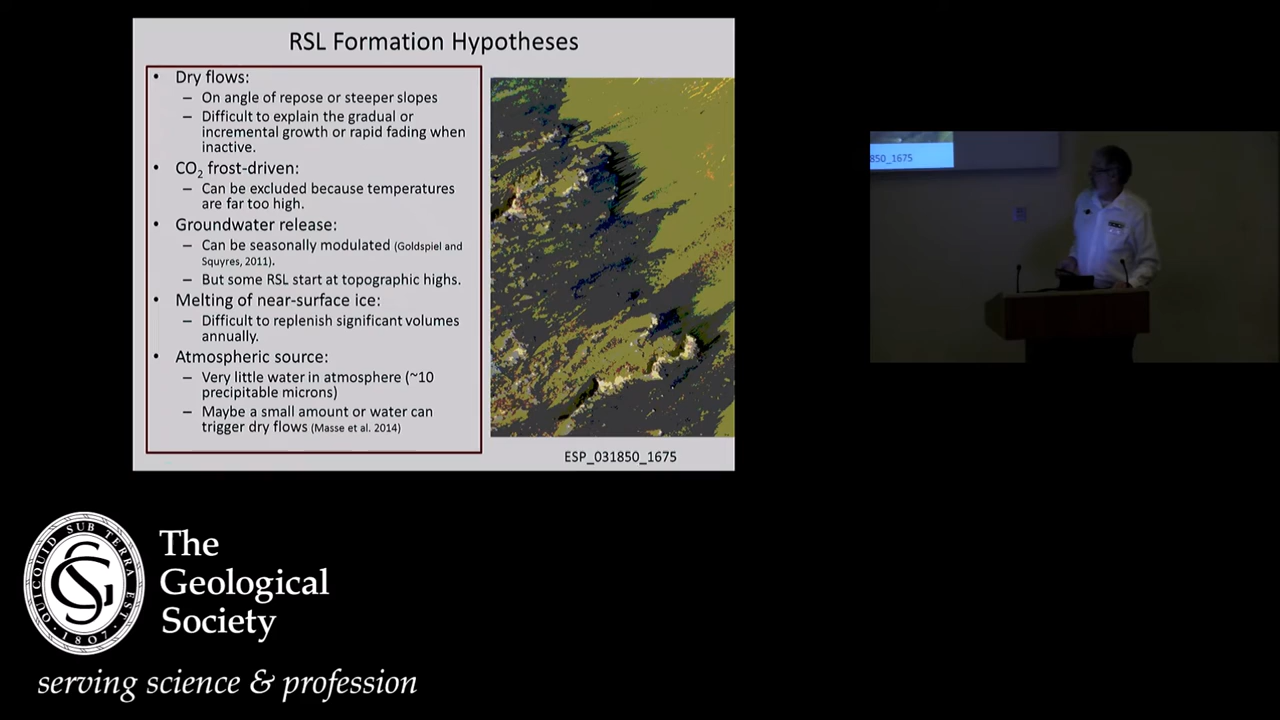 RSL Formation Hypotheses
• Dry flows:
– On angle of repose or steeper slopes
– Difficult to explain the gradual or
incremental growth or rapid fading when
inactive.
• CO2 frost-driven:
– Can be excluded because temperatures
are far too high.
• Groundwater release:
– Can be seasonally modulated (Goldspiel and
Squyres, 2011).
– But some RSL start at topographic highs.
• Melting of near-surface ice:
– Difficult to replenish significant volumes
annually.
• Atmospheric source:
– Very little water in atmosphere (~10
precipitable microns)
– Maybe a small amount or water can
trigger dry flows (Masse et al. 2014)
ESP_031850_1675
850_1675
QUICQUID SUB TERRA EST
· 1807 ·
GS
The
Geological
Society
serving science & profession